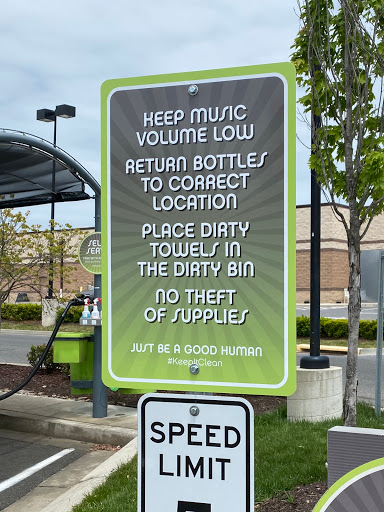 KEEP MUSIC
VOLUME LOW
RETURN BOTTLES
TO CORRECT
LOCATION
PLACE DIRTY
TOWELS IN
THE DIRTY BIN
NO THEFT
OF SUPPLIES
JUST BE A GOOD HUMAN
#KeepItClean
SPEED
LIMIT